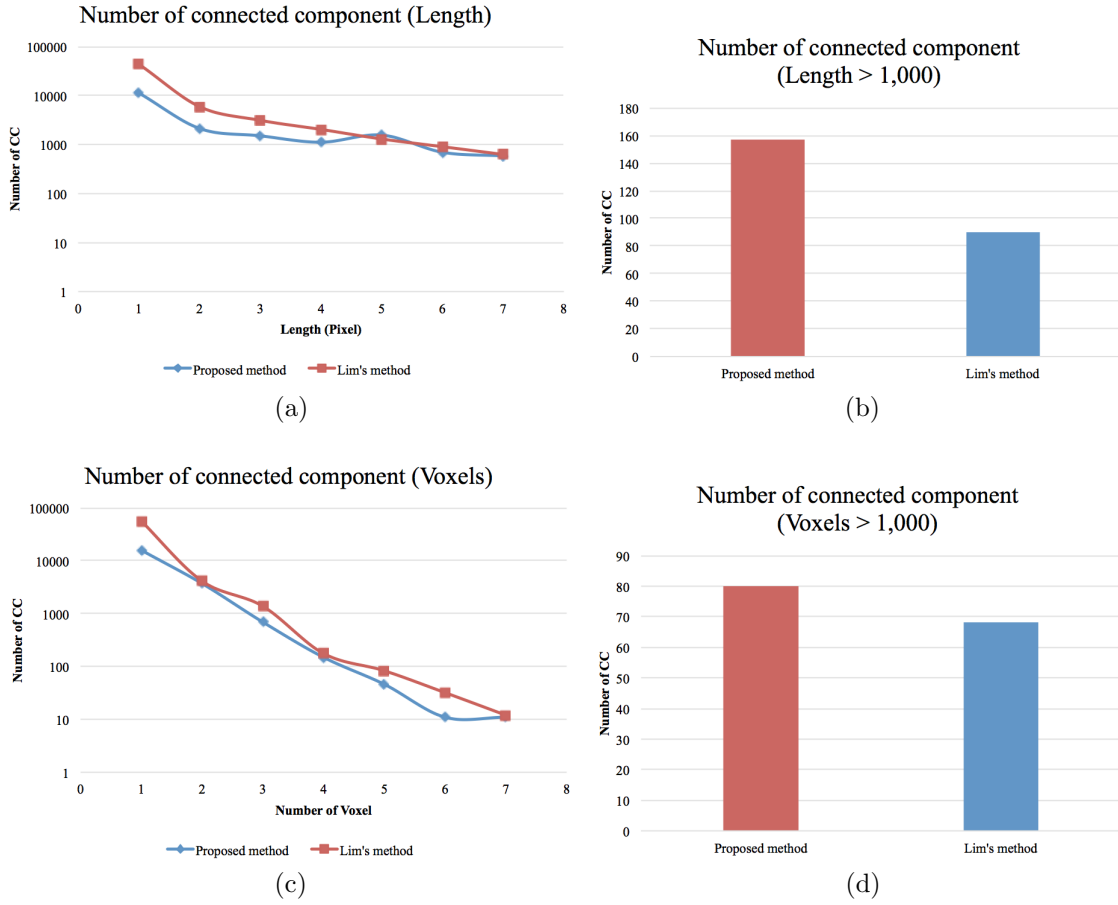 Number of connected component (Length)
100000
10000
1000
100
10
1
Number of CC
0 1 2 3 4 5 6 7 8
Length (Pixel)
Proposed method Lim's method
(a)
Number of connected component
(Length > 1,000)
180
160
140
120
100
80
60
40
20
0
Number of CC
Proposed method Lim's method
(b)
Number of connected component (Voxels)
100000
10000
1000
100
10
1
Number of CC
0 1 2 3 4 5 6 7 8
Number of Voxel
Proposed method Lim's method
(c)
Number of connected component
(Voxels > 1,000)
90
80
70
60
50
40
30
20
10
0
Number of CC
Proposed method Lim's method
(d)